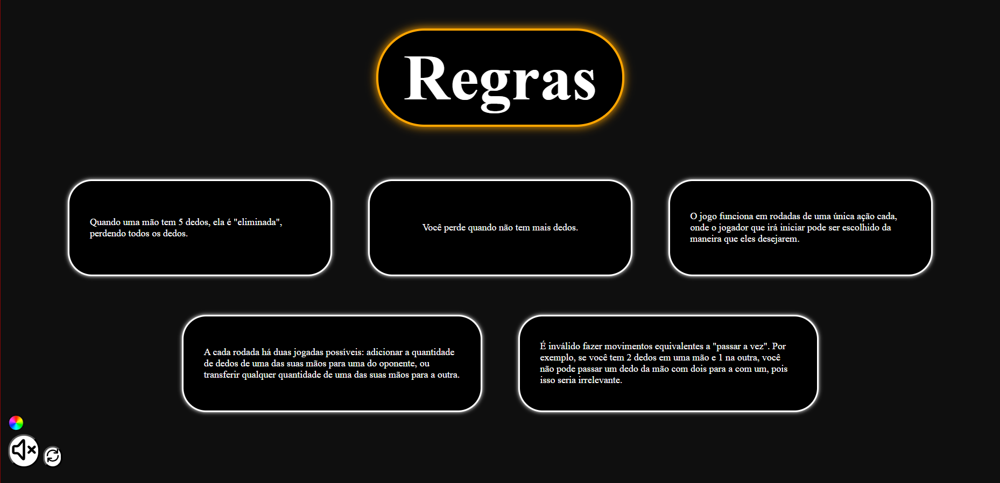 Regras
Quando uma mão tem 5 dedos, ela é "eliminada",
perdendo todos os dedos.
Você perde quando não tem mais dedos.
O jogo funciona em rodadas de uma única ação cada,
onde o jogador que irá iniciar pode ser escolhido da
maneira que eles desejarem.
A cada rodada há duas jogadas possíveis: adicionar a quantidade
de dedos de uma das suas mãos para uma do oponente, ou
transferir qualquer quantidade de uma das suas mãos para a outra.
É inválido fazer movimentos equivalentes a "passar a vez". Por
exemplo, se você tem 2 dedos em uma mão e 1 na outra, você
não pode passar um dedo da mão com dois para a com um, pois
isso seria irrelevante.